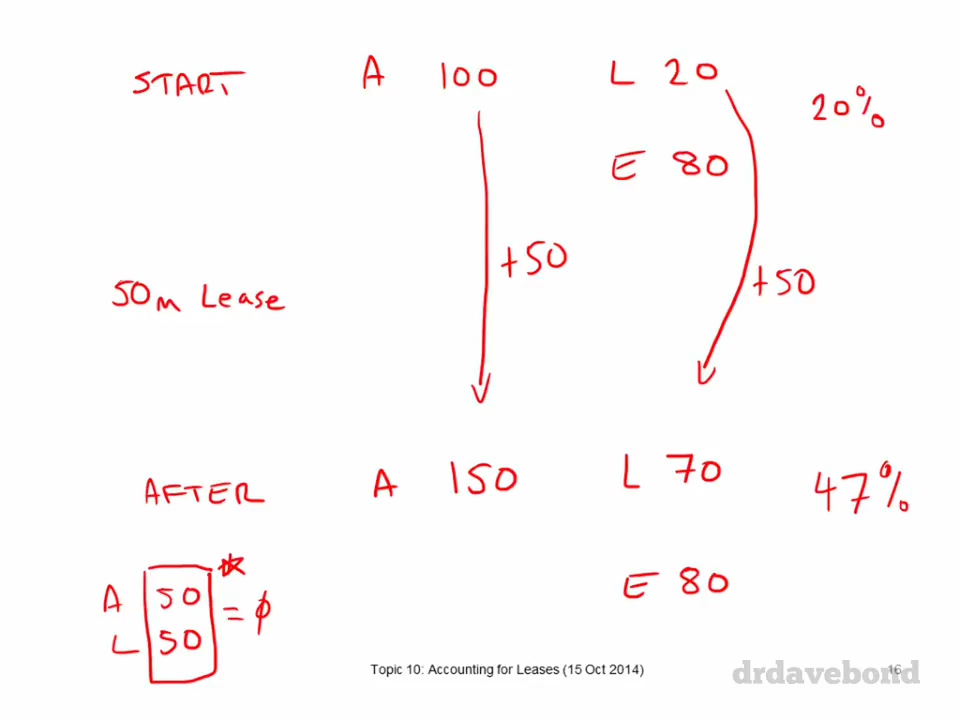 START A 100 L 20 20%
E 80
+50
50m Lease +50
AFTER A 150 L 70 47%
A 50 *
E 80
L 50 = ϕ
Topic 10: Accounting for Leases (15 Oct 2014) 16
drdavebond